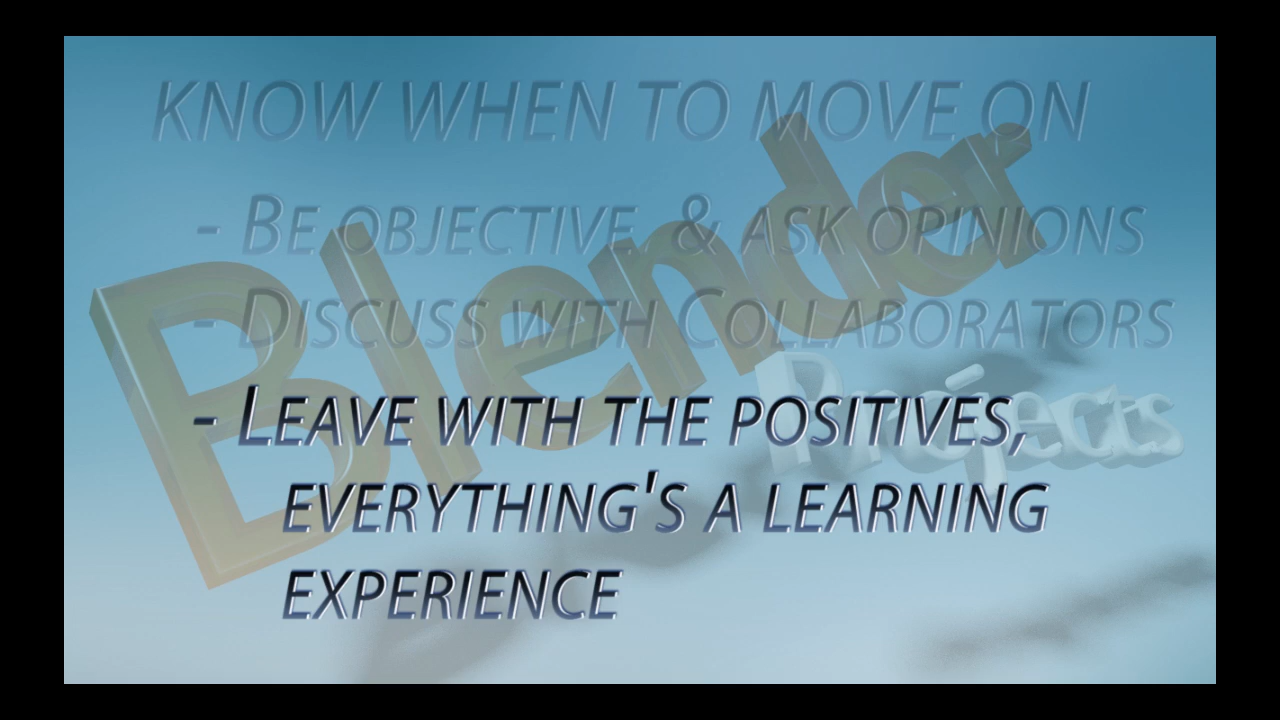 KNOW WHEN TO MOVE ON
- BE OBJECTIVE & ASK OPINIONS
- DISCUSS WITH COLLABORATORS
- LEAVE WITH THE POSITIVES,
EVERYTHING'S A LEARNING
EXPERIENCE
Blender
Projects